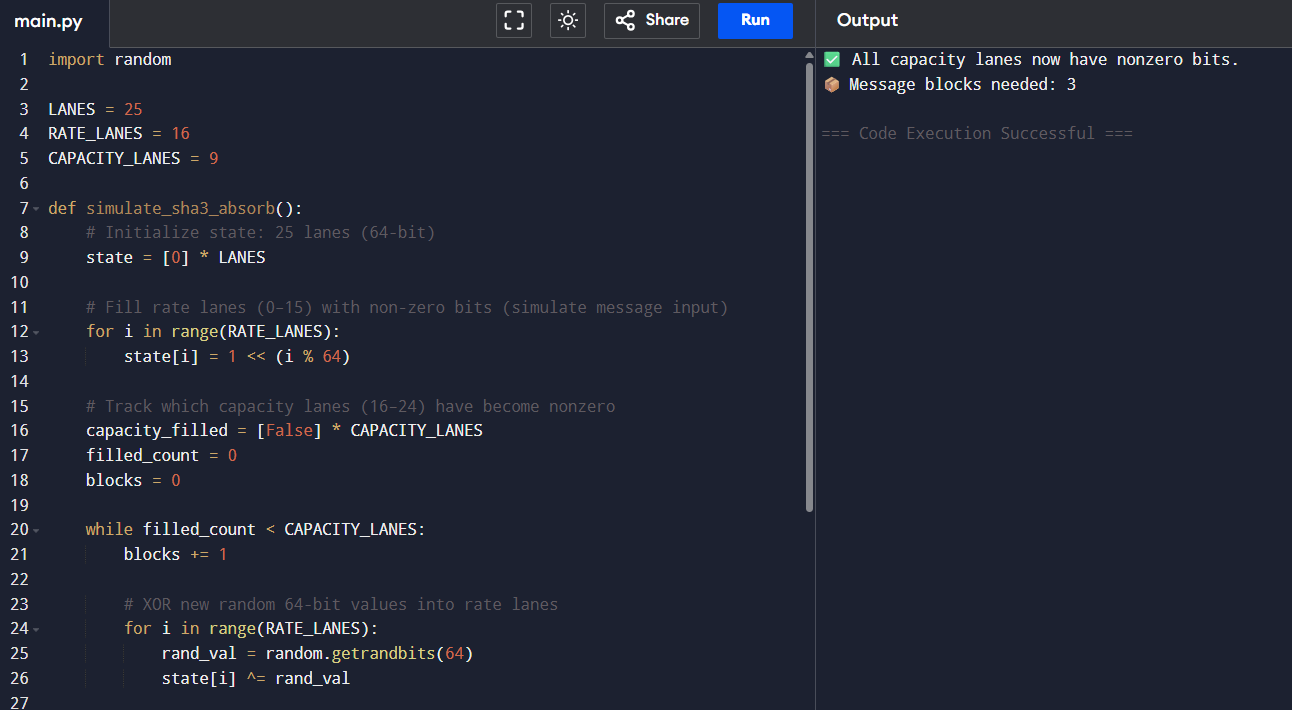 main.py
Share
Run
Output
1 import random
2
3 LANES = 25
4 RATE_LANES = 16
5 CAPACITY_LANES = 9
6
7 def simulate_sha3_absorb():
8     # Initialize state: 25 lanes (64-bit)
9     state = [0] * LANES
10
11     # Fill rate lanes (0–15) with non-zero bits (simulate message input)
12     for i in range(RATE_LANES):
13         state[i] = 1 << (i % 64)
14
15     # Track which capacity lanes (16–24) have become nonzero
16     capacity_filled = [False] * CAPACITY_LANES
17     filled_count = 0
18     blocks = 0
19
20     while filled_count < CAPACITY_LANES:
21         blocks += 1
22
23         # XOR new random 64-bit values into rate lanes
24         for i in range(RATE_LANES):
25             rand_val = random.getrandbits(64)
26             state[i] ^= rand_val
27
✅ All capacity lanes now have nonzero bits.
📦 Message blocks needed: 3
=== Code Execution Successful ===